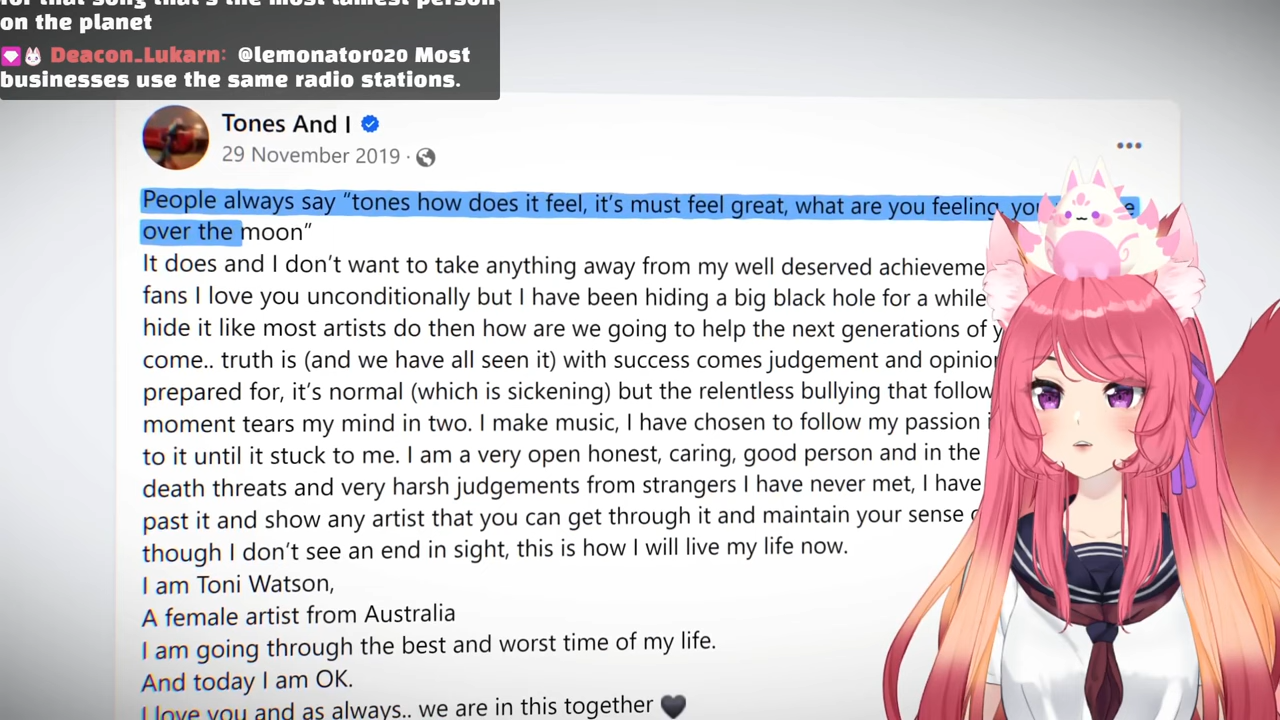 for that song that's the most lamest person
on the planet
Deacon_Lukarn: @lemonator020 Most
businesses use the same radio stations.
Tones And I
29 November 2019 ·
People always say “tones how does it feel, it’s must feel great, what are you feeling,
over the moon”
It does and I don’t want to take anything away from my well deserved
fans I love you unconditionally but I have been hiding a big black hole for a while
hide it like most artists do then how are we going to help the next generations of
come.. truth is (and we have all seen it) with success comes judgement and
prepared for, it’s normal (which is sickening) but the relentless bullying that
moment tears my mind in two. I make music, I have chosen to follow my passion
to it until it stuck to me. I am a very open honest, caring, good person and in the
death threats and very harsh judgements from strangers I have never met, I have
past it and show any artist that you can get through it and maintain your sense
though I don’t see an end in sight, this is how I will live my life now.
I am Toni Watson,
A female artist from Australia
I am going through the best and worst time of my life.
And today I am OK.
I love you and as always.. we are in this together 🖤